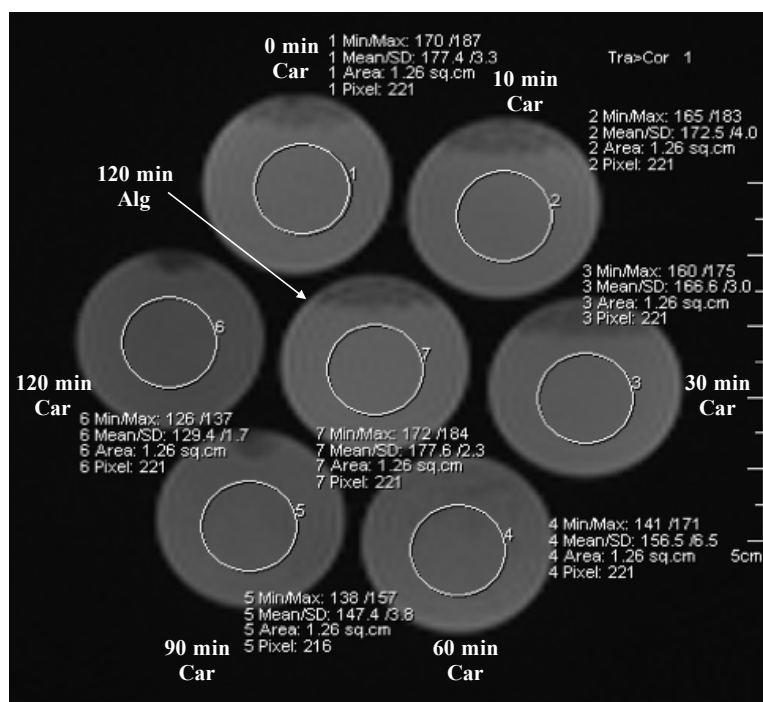 0 min
Car
1 Min/Max: 170 /187
1 Mean/SD: 177.4 /3.3
1 Area: 1.26 sq.cm
1 Pixel: 221
Tra>Cor 1
10 min
Car
2 Min/Max: 165 /183
2 Mean/SD: 172.5 /4.0
2 Area: 1.26 sq.cm
2 Pixel: 221
120 min
Alg
1
2
3 Min/Max: 160 /175
3 Mean/SD: 166.6 /3.0
3 Area: 1.26 sq.cm
3 Pixel: 221
6
7
3
120 min
Car
30 min
Car
6 Min/Max: 126 /137
6 Mean/SD: 129.4 /1.7
6 Area: 1.26 sq.cm
6 Pixel: 221
7 Min/Max: 172 /184
7 Mean/SD: 177.6 /2.3
7 Area: 1.26 sq.cm
7 Pixel: 221
5
4
4 Min/Max: 141 /171
4 Mean/SD: 156.5 /6.5
4 Area: 1.26 sq.cm
4 Pixel: 221
5cm
5 Min/Max: 138 /157
5 Mean/SD: 147.4 /3.8
5 Area: 1.26 sq.cm
5 Pixel: 216
90 min
Car
60 min
Car